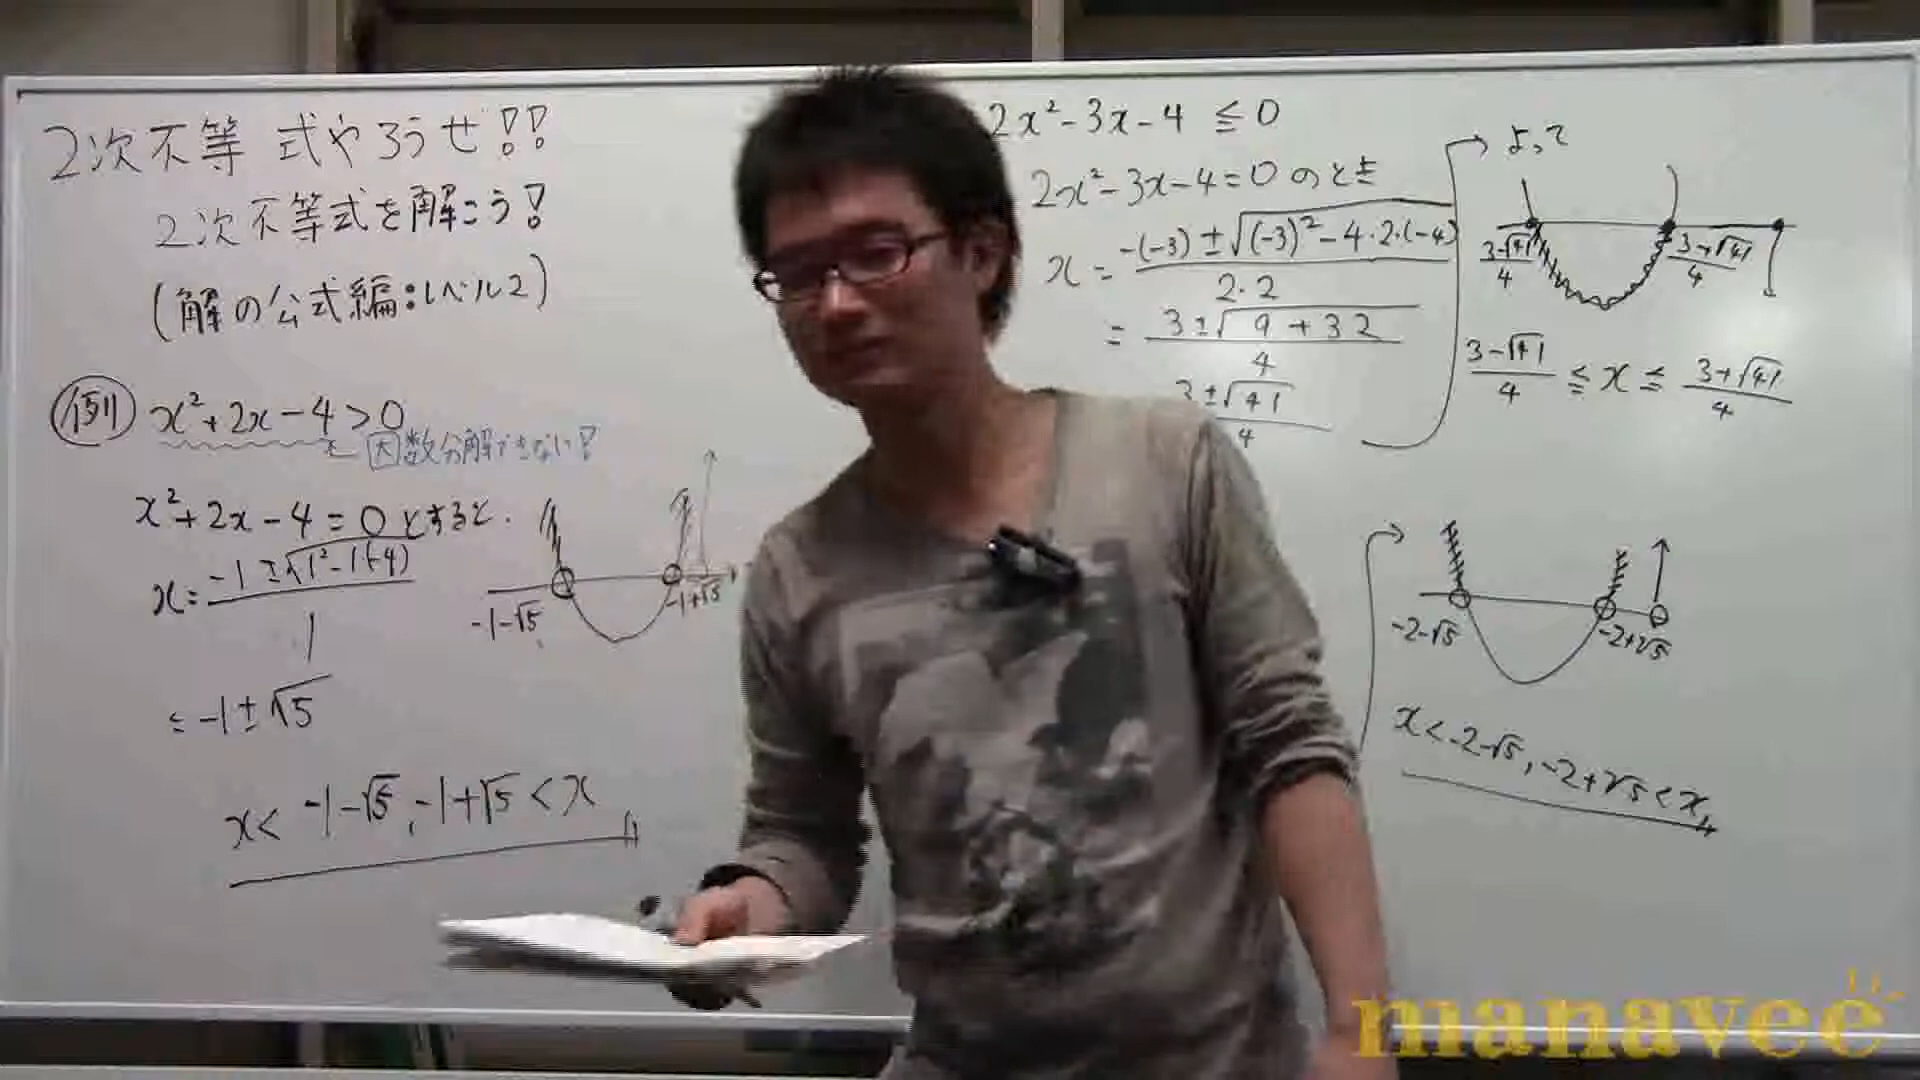 2次不等式やろうぜ!!
2次不等式を解こう!
(解の公式編:レベル2)
例 x²+2x-4>0
因数分解できない!
x²+2x-4=0とすると.
x=(-1±√(1²-1(-4)))/1
=-1±√5
-1-√5 -1+√5
x<-1-√5,-1+√5<x
2x²-3x-4≦0
2x²-3x-4=0のとき
x=(-(-3)±√((-3)²-4・2・(-4)))/(2・2)
=(3±√(9+32))/4
(3±√41)/4
よって
(3-√41)/4 (3+√41)/4
(3-√41)/4≦x≦(3+√41)/4
-2-√5 -2+√5
x<-2-√5,-2+√5<x
manavee